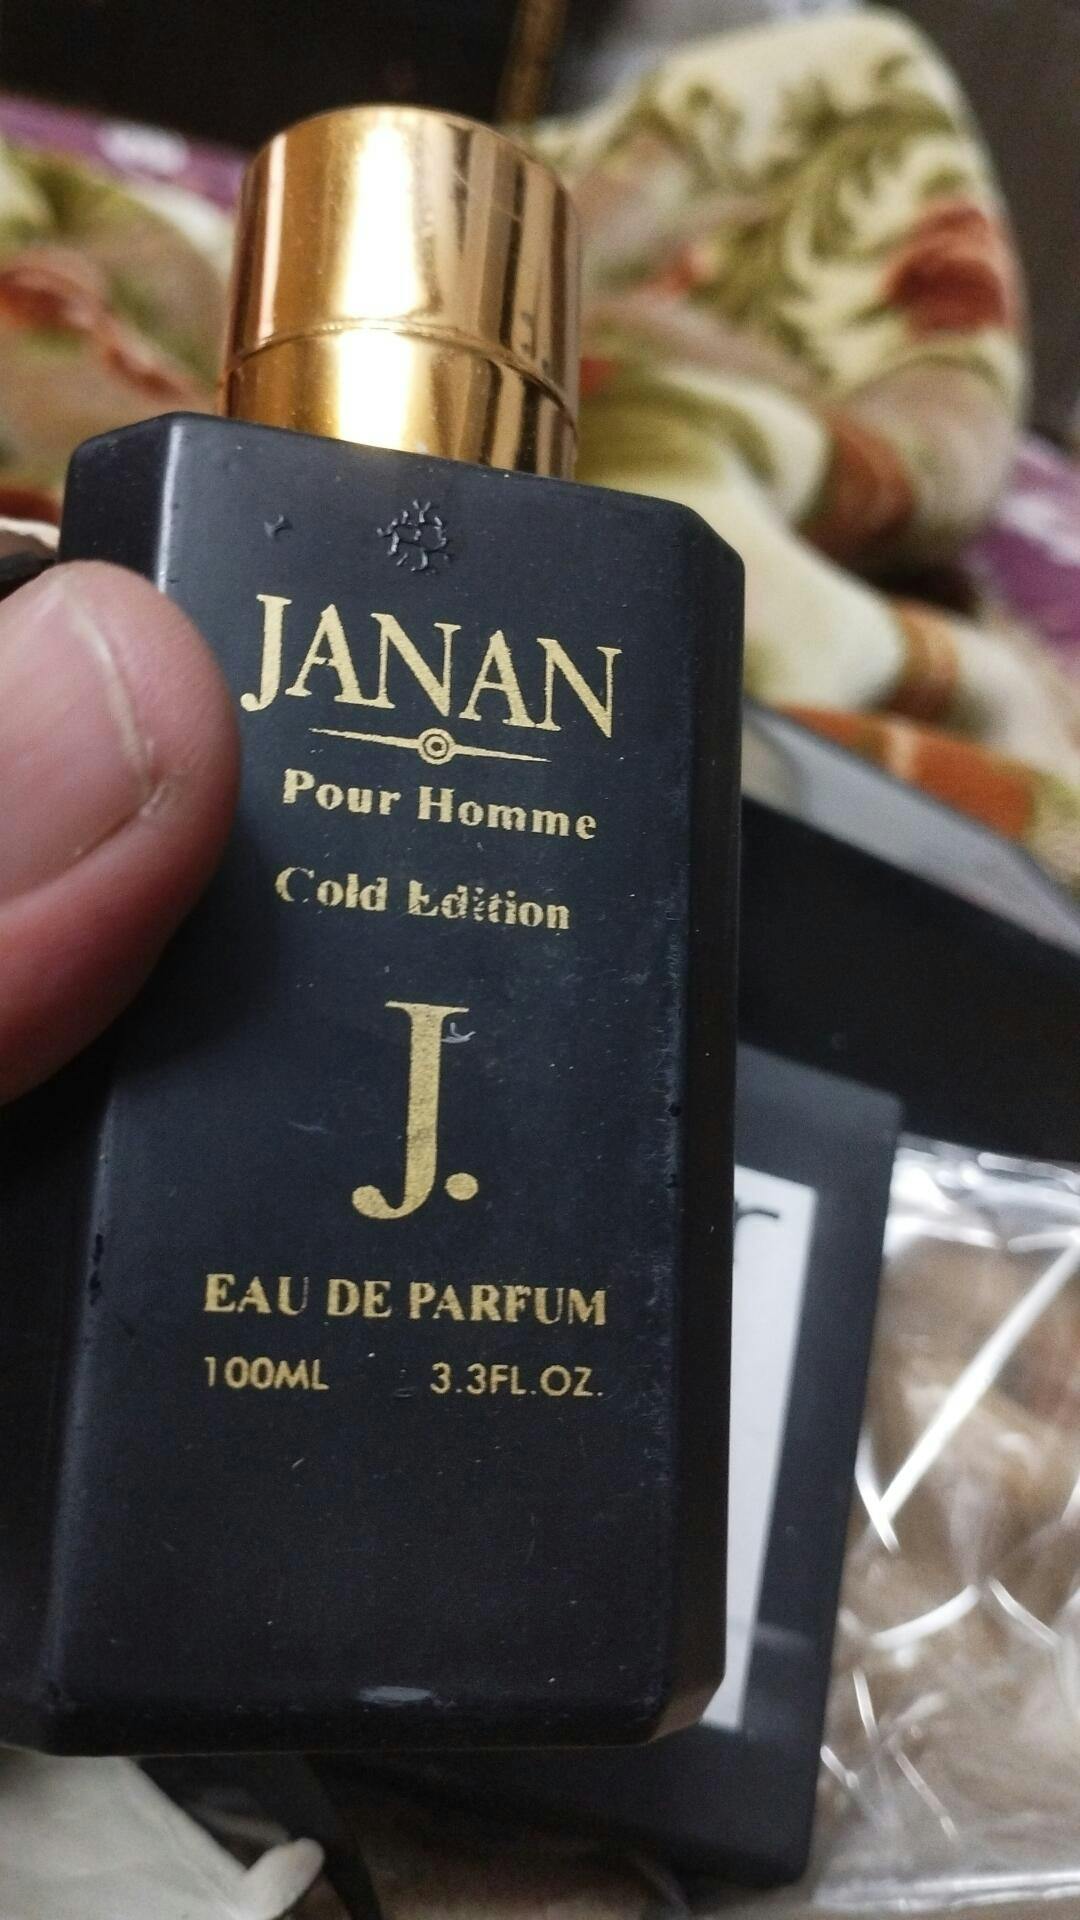 JANAN
Pour Homme
Cold Edition
J.
EAU DE PARFUM
100ML 3.3FL.OZ.
r